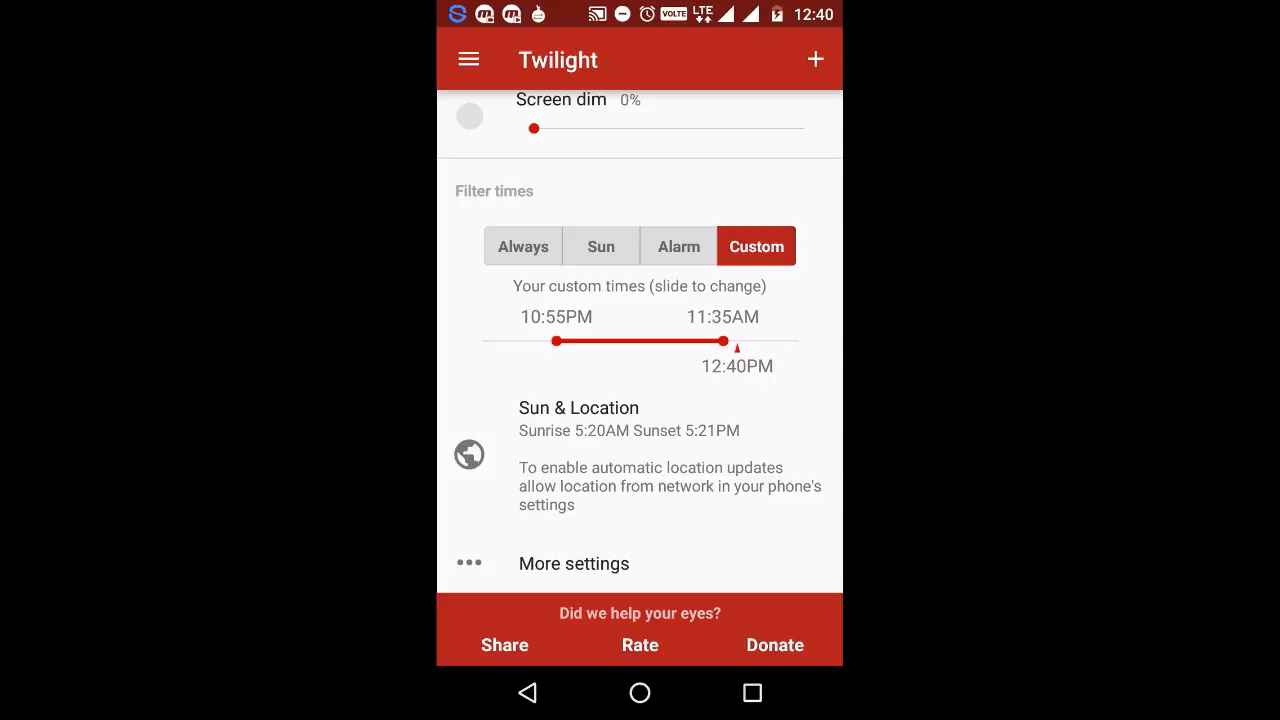 VOLTE LTE 12:40
Twilight +
Screen dim 0%
Filter times
Always Sun Alarm Custom
Your custom times (slide to change)
10:55PM 11:35AM
12:40PM
Sun & Location
Sunrise 5:20AM Sunset 5:21PM
To enable automatic location updates
allow location from network in your phone's
settings
More settings
Did we help your eyes?
Share Rate Donate